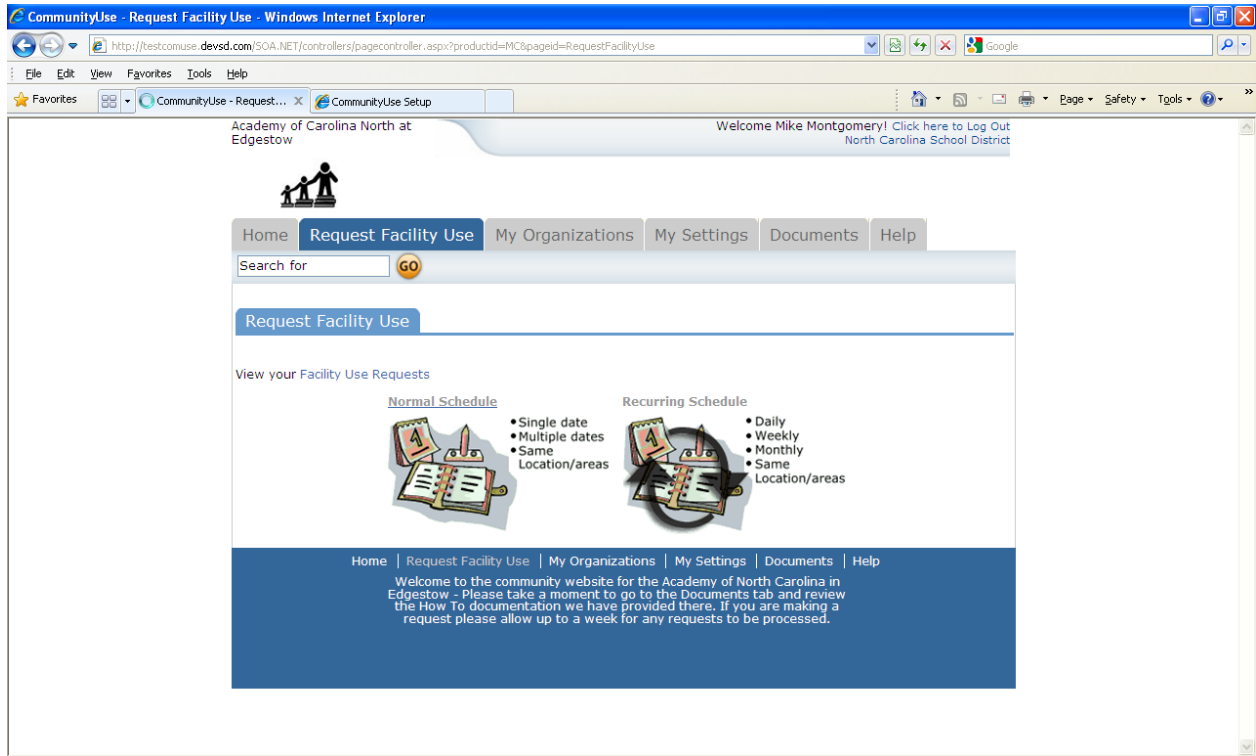 CommunityUse - Request Facility Use - Windows Internet Explorer
http://testcomuse.devsd.com/SOA.NET/controllers/pagecontroller.aspx?productid=MC&pageid=RequestFacilityUse
Google
File Edit View Favorites Tools Help
Favorites CommunityUse - Request... X CommunityUse Setup Page Safety Tools »
Academy of Carolina North at
Edgestow
Welcome Mike Montgomery! Click here to Log Out
North Carolina School District
Home Request Facility Use My Organizations My Settings Documents Help
Search for GO
Request Facility Use
View your Facility Use Requests
Normal Schedule
• Single date
• Multiple dates
• Same
Location/areas
Recurring Schedule
• Daily
• Weekly
• Monthly
• Same
Location/areas
Home | Request Facility Use | My Organizations | My Settings | Documents | Help
Welcome to the community website for the Academy of North Carolina in
Edgestow - Please take a moment to go to the Documents tab and review
the How To documentation we have provided there. If you are making a
request please allow up to a week for any requests to be processed.